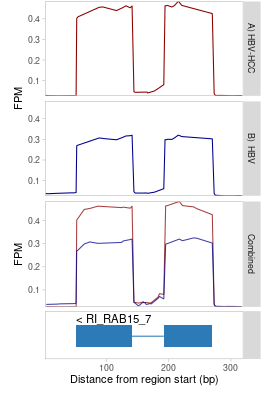 0.4
0.3
0.2
0.1
FPM
A) HBV-HCC
0.4
0.3
0.2
0.1
B) HBV
0.4
0.3
0.2
0.1
FPM
Combined
< RI_RAB15_7
100
200
300
Distance from region start (bp)